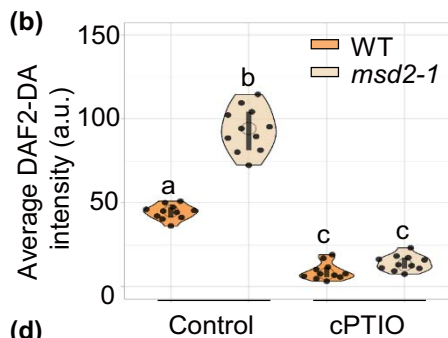 (b)
Average DAF2-DA
intensity (a.u.)
150
100
50
0
WT
msd2-1
a
b
c
c
Control
cPTIO
(d)